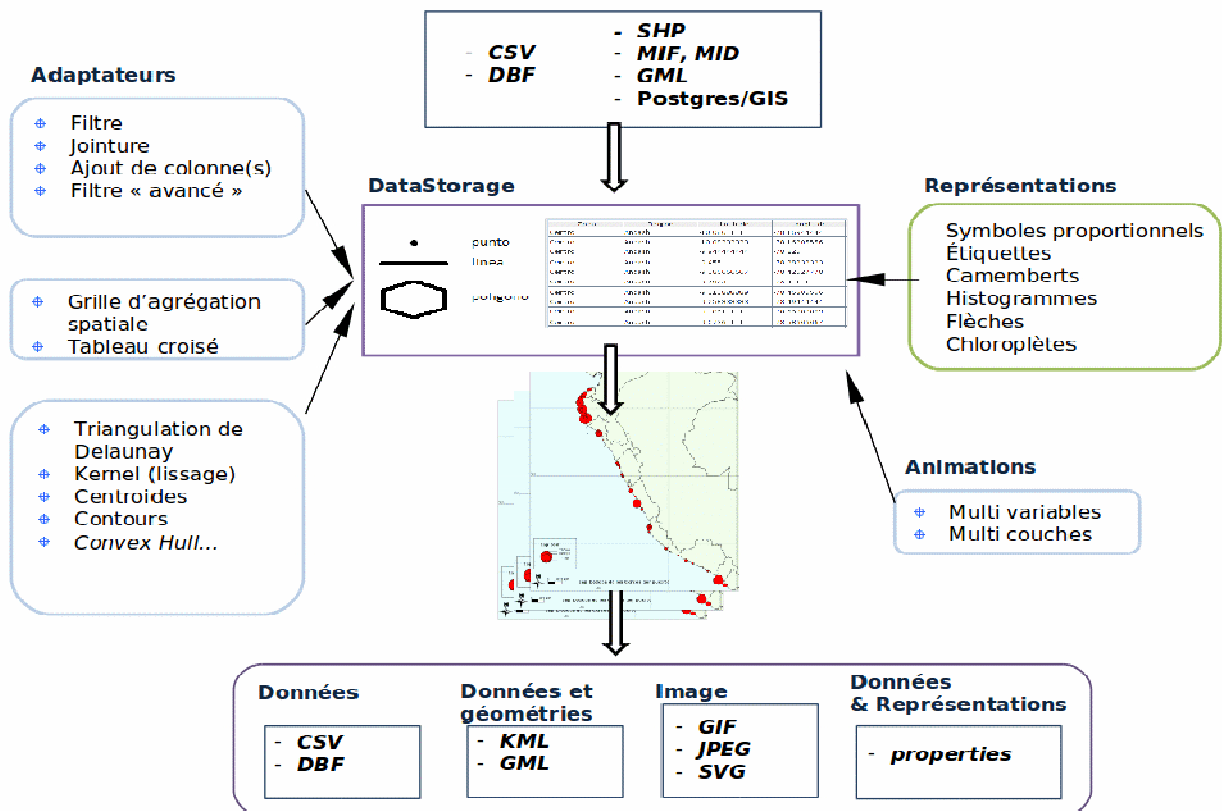 - CSV
- DBF
- SHP
- MIF, MID
- GML
- Postgres/GIS
Adaptateurs
Filtre
Jointure
Ajout de colonne(s)
Filtre « avancé »
Grille d’agrégation
spatiale
Tableau croisé
Triangulation de
Delaunay
Kernel (lissage)
Centroides
Contours
Convex Hull...
DataStorage
punto
linea
poligono
Représentations
Symboles proportionnels
Étiquettes
Camemberts
Histogrammes
Flèches
Chloroplètes
Animations
Multi variables
Multi couches
Données
- CSV
- DBF
Données et
géométries
- KML
- GML
Image
- GIF
- JPEG
- SVG
Données
& Représentations
- properties